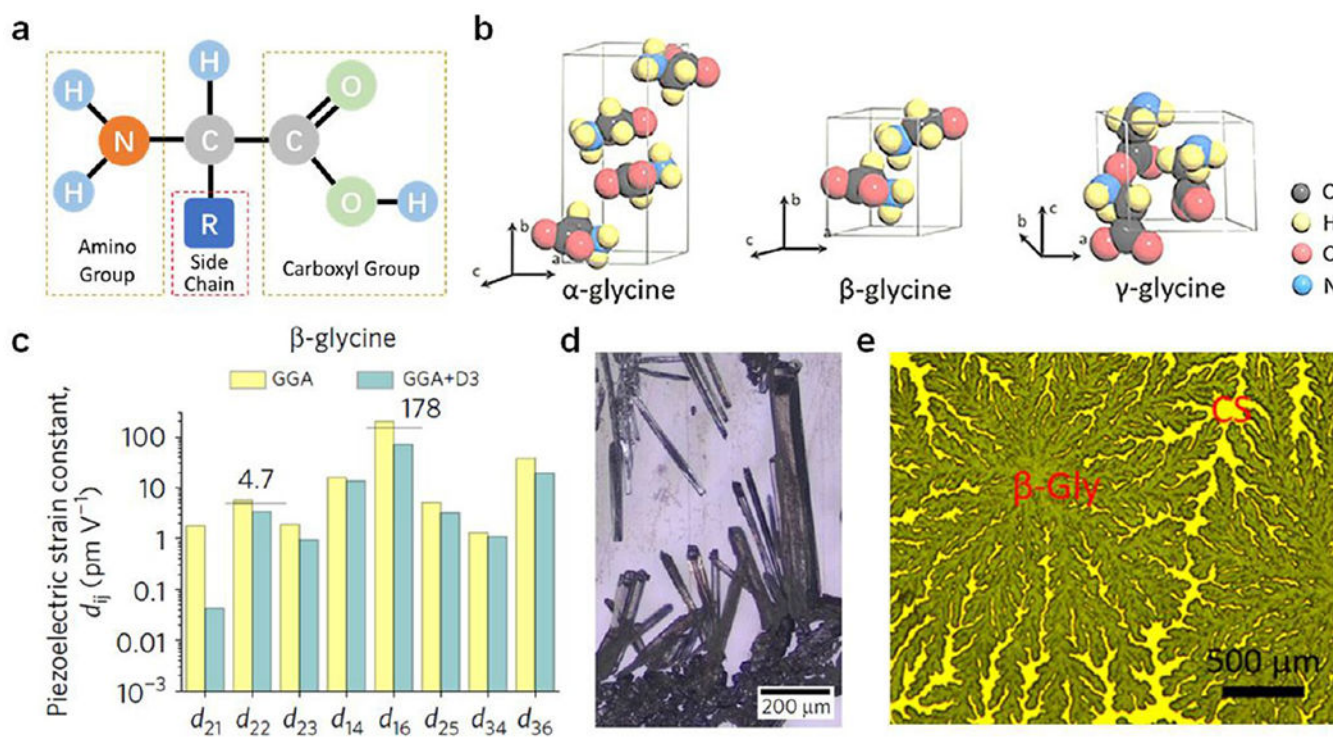 a
H
H
O
N
C
C
H
R
O
H
Amino
Group
Side
Chain
Carboxyl Group
b
b
c
a
α-glycine
b
c
a
β-glycine
c
b
a
γ-glycine
C
H
O
N
c
β-glycine
GGA
GGA+D3
Piezoelectric strain constant,
dij (pm V−1)
100
10
1
0.1
0.01
10−3
4.7
178
d21
d22
d23
d14
d16
d25
d34
d36
d
200 μm
e
CS
β-Gly
500 μm